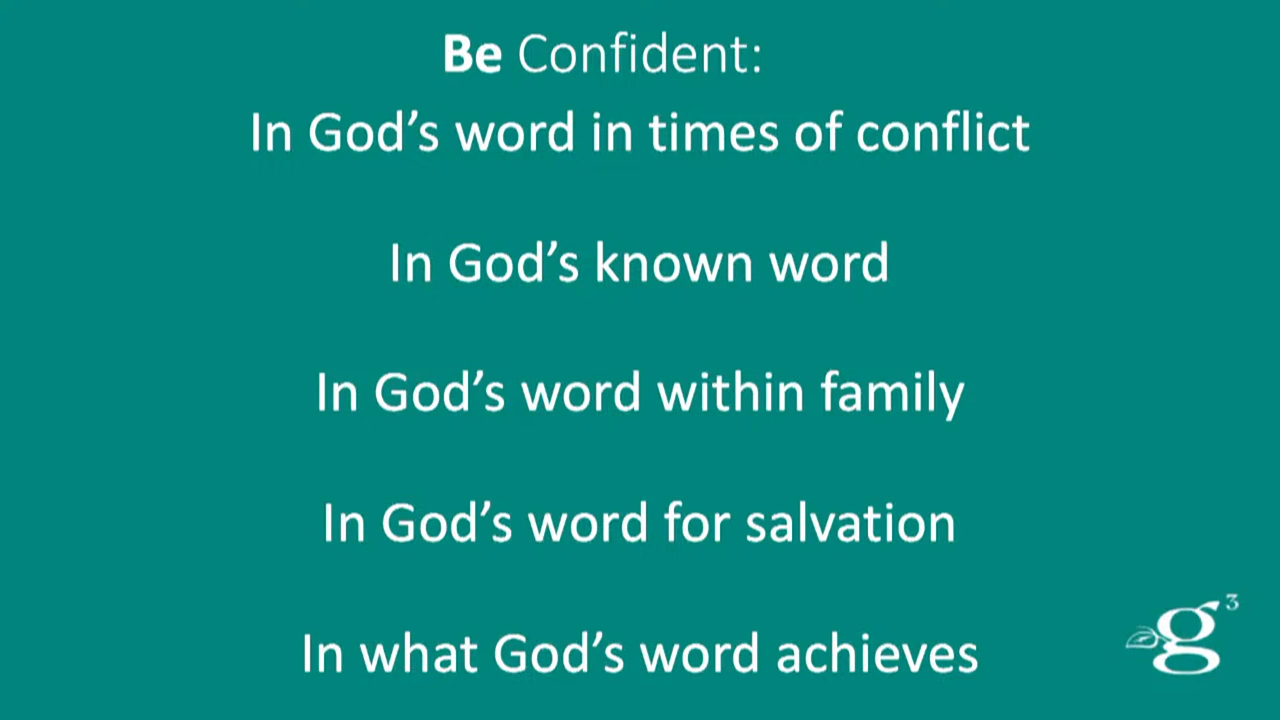 Be Confident:
In God’s word in times of conflict
In God’s known word
In God’s word within family
In God’s word for salvation
In what God’s word achieves
g³